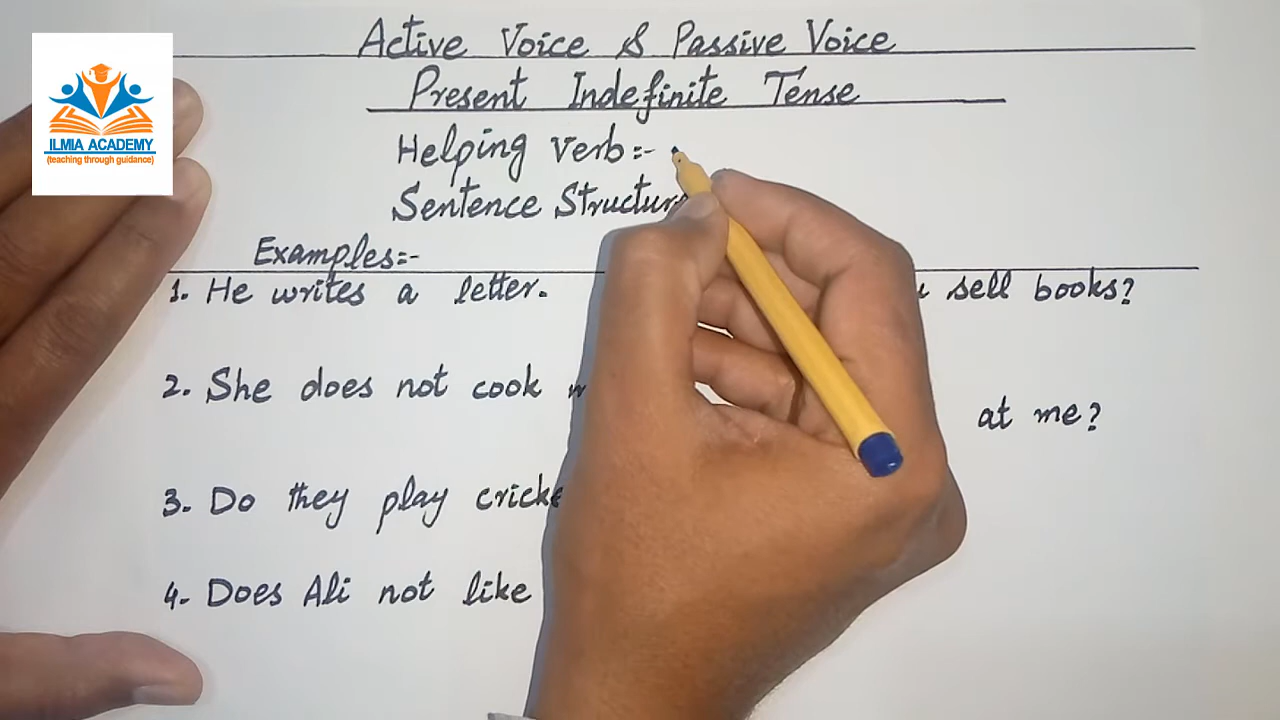 Active Voice & Passive Voice
Present Indefinite Tense
ILMIA ACADEMY
(teaching through guidance)
Helping Verb:-
Sentence
Examples:-
1. He writes a letter.
sell books?
2. She does not cook
at me?
3. Do they play
4. Does Ali not like